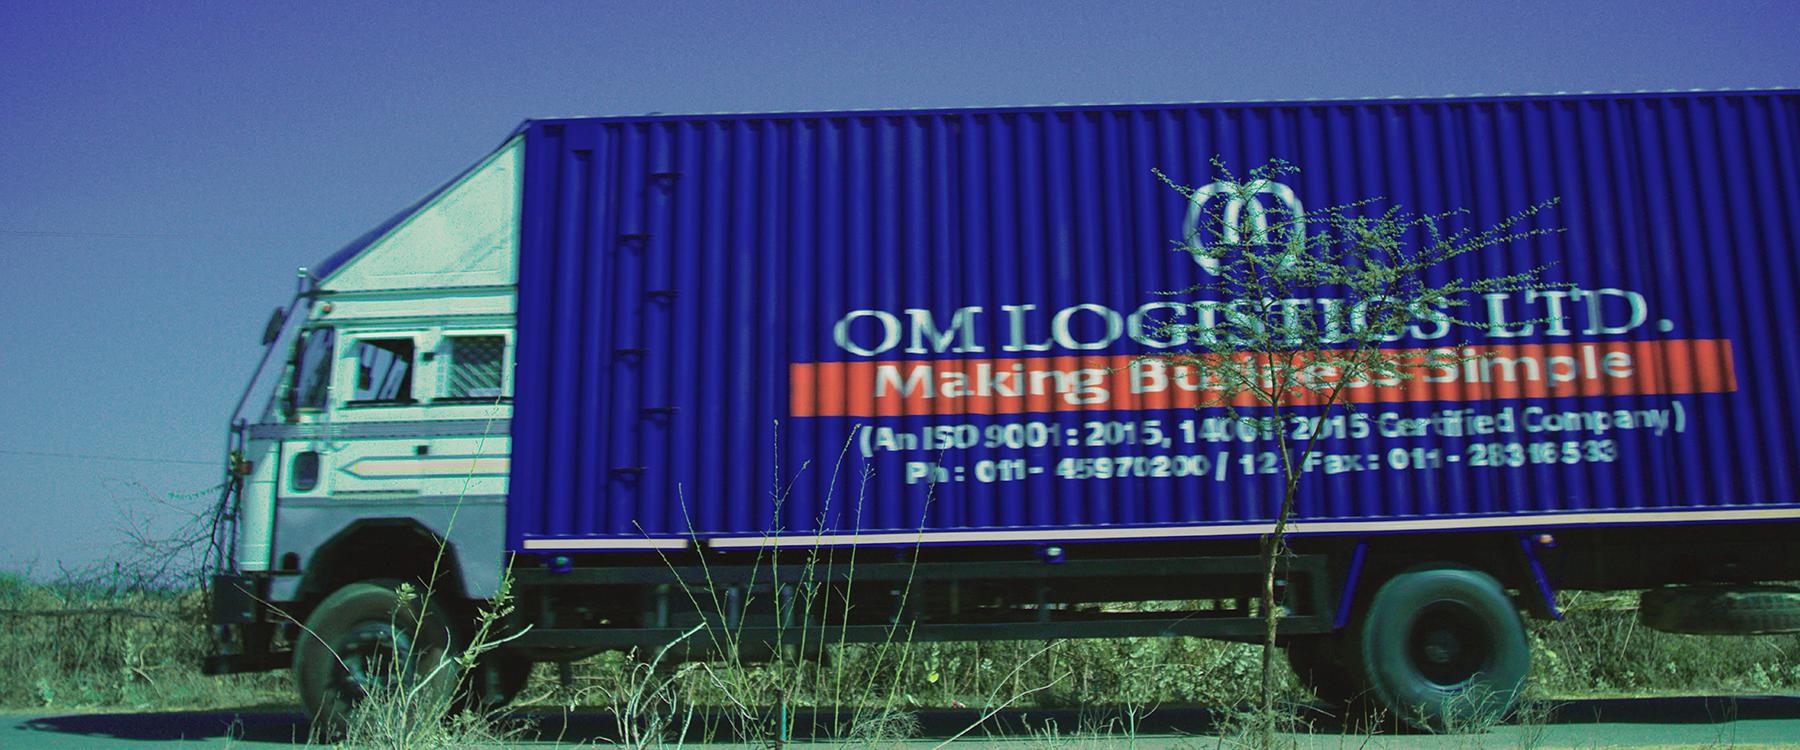 OM LOGISTICS LTD.
Making Business Simple
(An ISO 9001 : 2015, 14001 : 2015 Certified Company)
Ph : 011- 45970200 / 12 Fax : 011 - 28316533